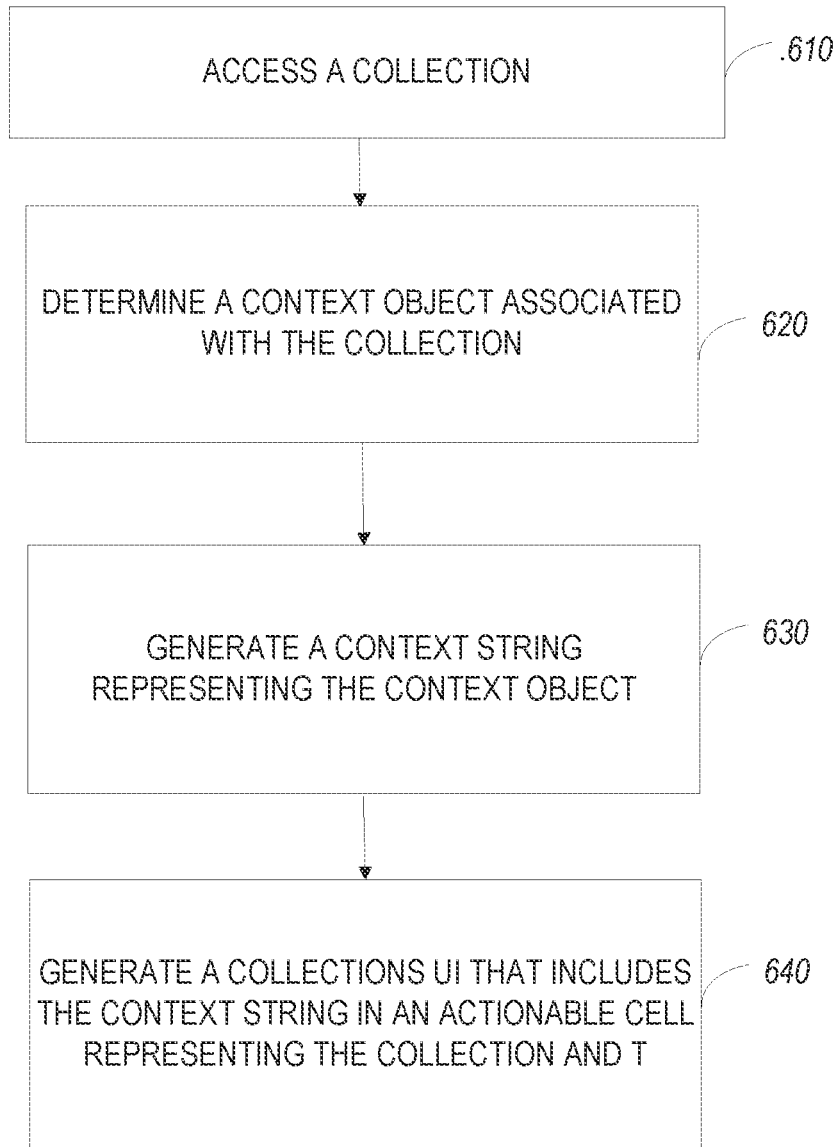 ACCESS A COLLECTION
.610
DETERMINE A CONTEXT OBJECT ASSOCIATED
WITH THE COLLECTION
620
GENERATE A CONTEXT STRING
REPRESENTING THE CONTEXT OBJECT
630
GENERATE A COLLECTIONS UI THAT INCLUDES
THE CONTEXT STRING IN AN ACTIONABLE CELL
REPRESENTING THE COLLECTION AND T
640